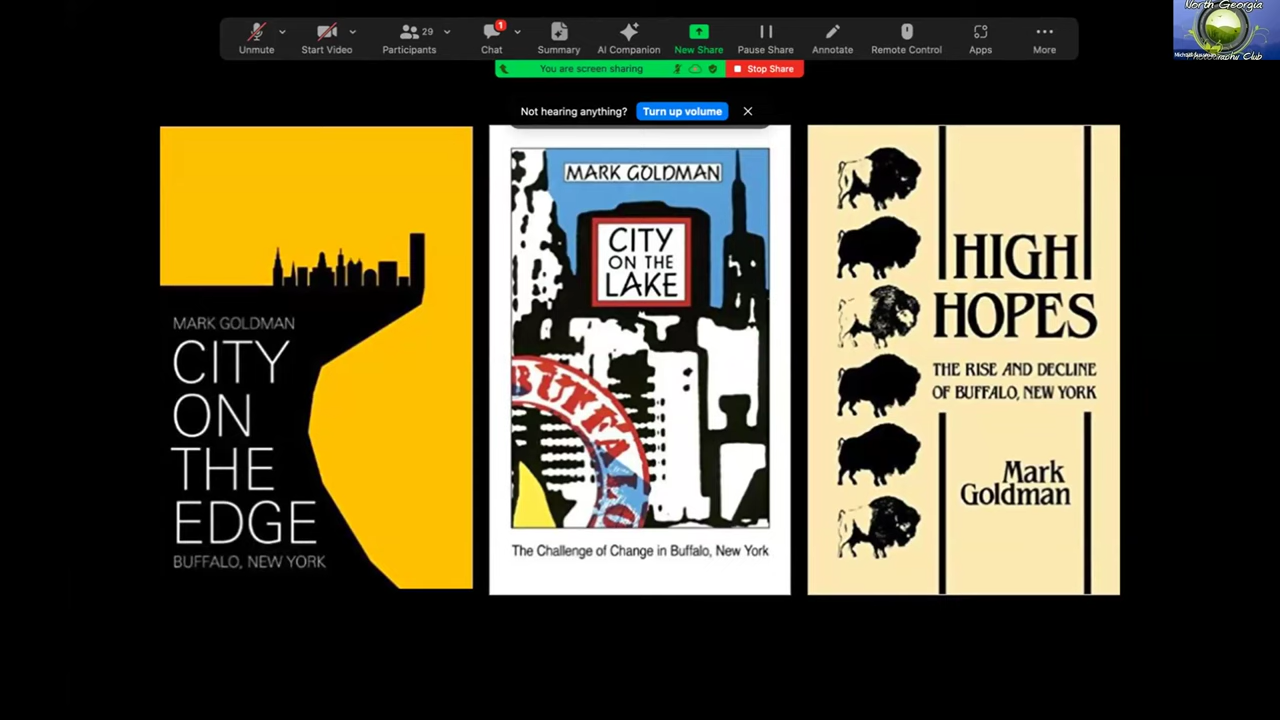 Unmute
Start Video
29
Participants
1
Chat
Summary
AI Companion
New Share
Pause Share
Annotate
Remote Control
Apps
More
North Georgia
Photography Club
You are screen sharing
Stop Share
Not hearing anything?
Turn up volume
MARK GOLDMAN
CITY
ON
THE
EDGE
BUFFALO, NEW YORK
MARK GOLDMAN
CITY
ON THE
LAKE
BUFFALO
The Challenge of Change in Buffalo, New York
HIGH
HOPES
THE RISE AND DECLINE
OF BUFFALO, NEW YORK
Mark
Goldman